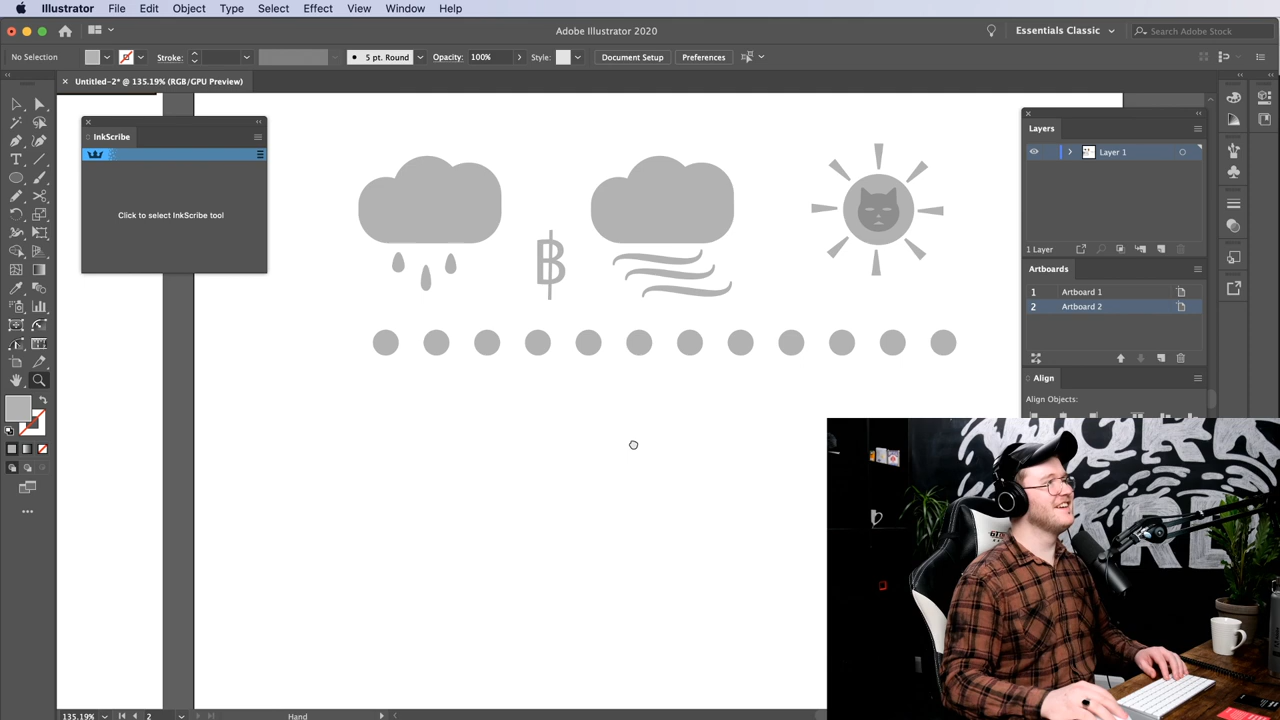 Illustrator File Edit Object Type Select Effect View Window Help
Adobe Illustrator 2020
Essentials Classic
Search Adobe Stock
No Selection
Stroke:
5 pt. Round
Opacity: 100%
Style:
Document Setup
Preferences
Untitled-2* @ 135.19% (RGB/GPU Preview)
InkScribe
Click to select InkScribe tool
Layers
Layer 1
1 Layer
Artboards
1 Artboard 1
2 Artboard 2
Align
Align Objects:
฿
WORK
HARD
135.19%
2
Hand